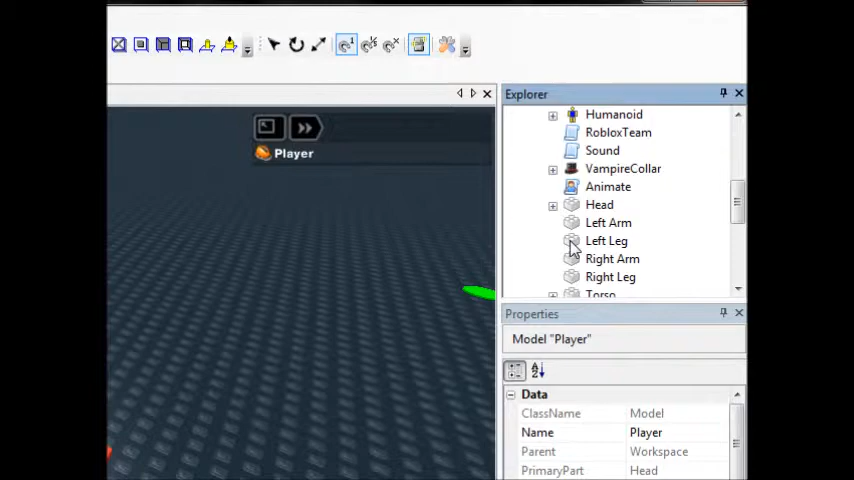 Explorer
Humanoid
RobloxTeam
Player
Sound
VampireCollar
Animate
Head
Left Arm
Left Leg
Right Arm
Right Leg
Torso
Properties
Model "Player"
Data
ClassName Model
Name Player
Parent Workspace
PrimaryPart Head